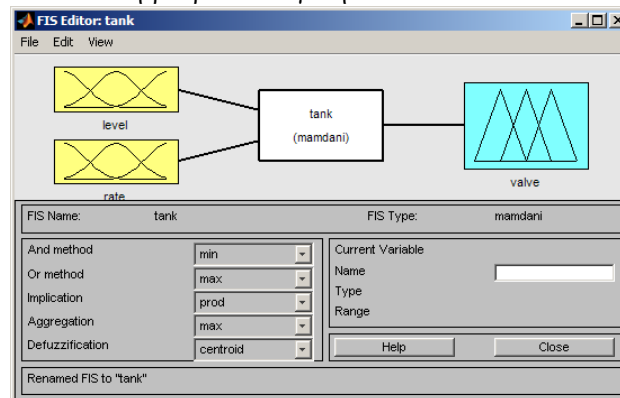 FIS Editor: tank
File Edit View
level
tank
(mamdani)
rate
valve
FIS Name: tank FIS Type: mamdani
And method min
Or method max
Implication prod
Aggregation max
Defuzzification centroid
Current Variable
Name
Type
Range
Help Close
Renamed FIS to "tank"